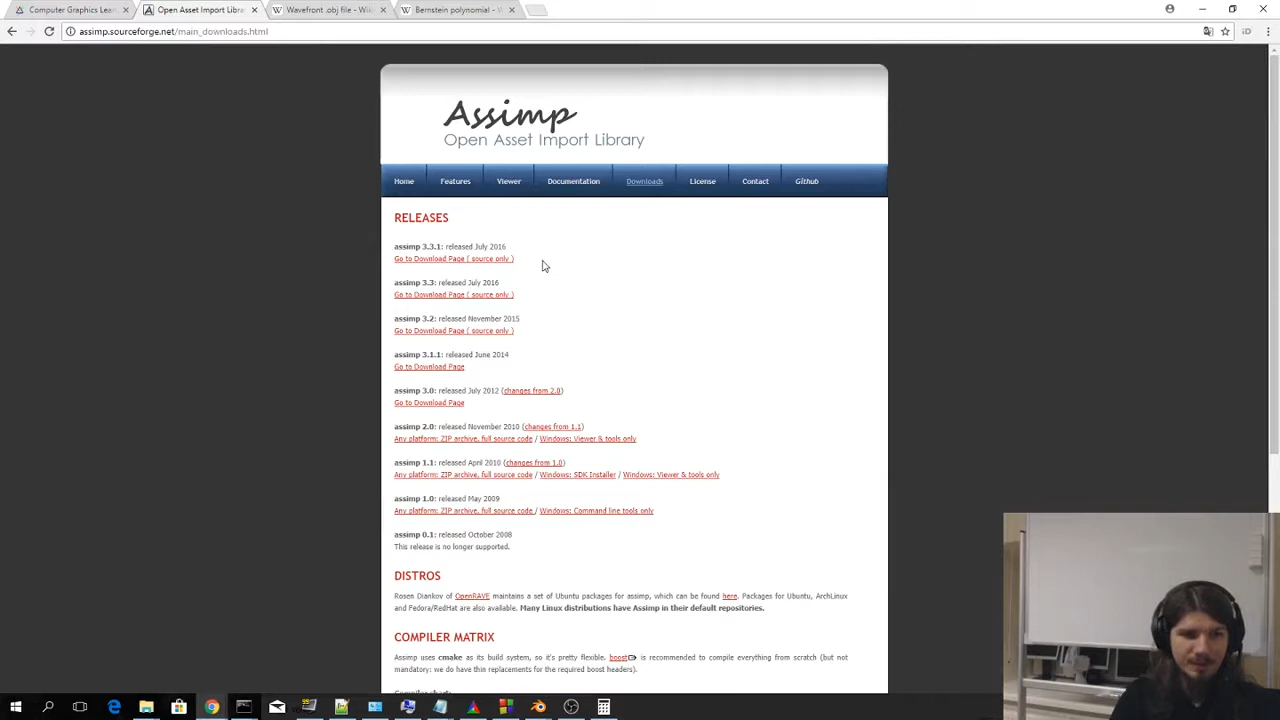 Computer Graphics Lear
Open Asset Import Libra
Wavefront .obj file - Wiki
Bernstein polynomial - W
assimp.sourceforge.net/main_downloads.html
Assimp
Open Asset Import Library
Home
Features
Viewer
Documentation
Downloads
License
Contact
Github
RELEASES
assimp 3.3.1: released July 2016
Go to Download Page ( source only )
assimp 3.3: released July 2016
Go to Download Page ( source only )
assimp 3.2: released November 2015
Go to Download Page ( source only )
assimp 3.1.1: released June 2014
Go to Download Page
assimp 3.0: released July 2012 (changes from 2.0)
Go to Download Page
assimp 2.0: released November 2010 (changes from 1.1)
Any platform: ZIP archive, full source code / Windows: Viewer & tools only
assimp 1.1: released April 2010 (changes from 1.0)
Any platform: ZIP archive, full source code / Windows: SDK Installer / Windows: Viewer & tools only
assimp 1.0: released May 2009
Any platform: ZIP archive, full source code / Windows: Command line tools only
assimp 0.1: released October 2008
This release is no longer supported.
DISTROS
Rosen Diankov of OpenRAVE maintains a set of Ubuntu packages for assimp, which can be found here. Packages for Ubuntu, ArchLinux
and Fedora/RedHat are also available. Many Linux distributions have Assimp in their default repositories.
COMPILER MATRIX
Assimp uses cmake as its build system, so it's pretty flexible. boost is recommended to compile everything from scratch (but not
mandatory: we do have thin replacements for the required boost headers).